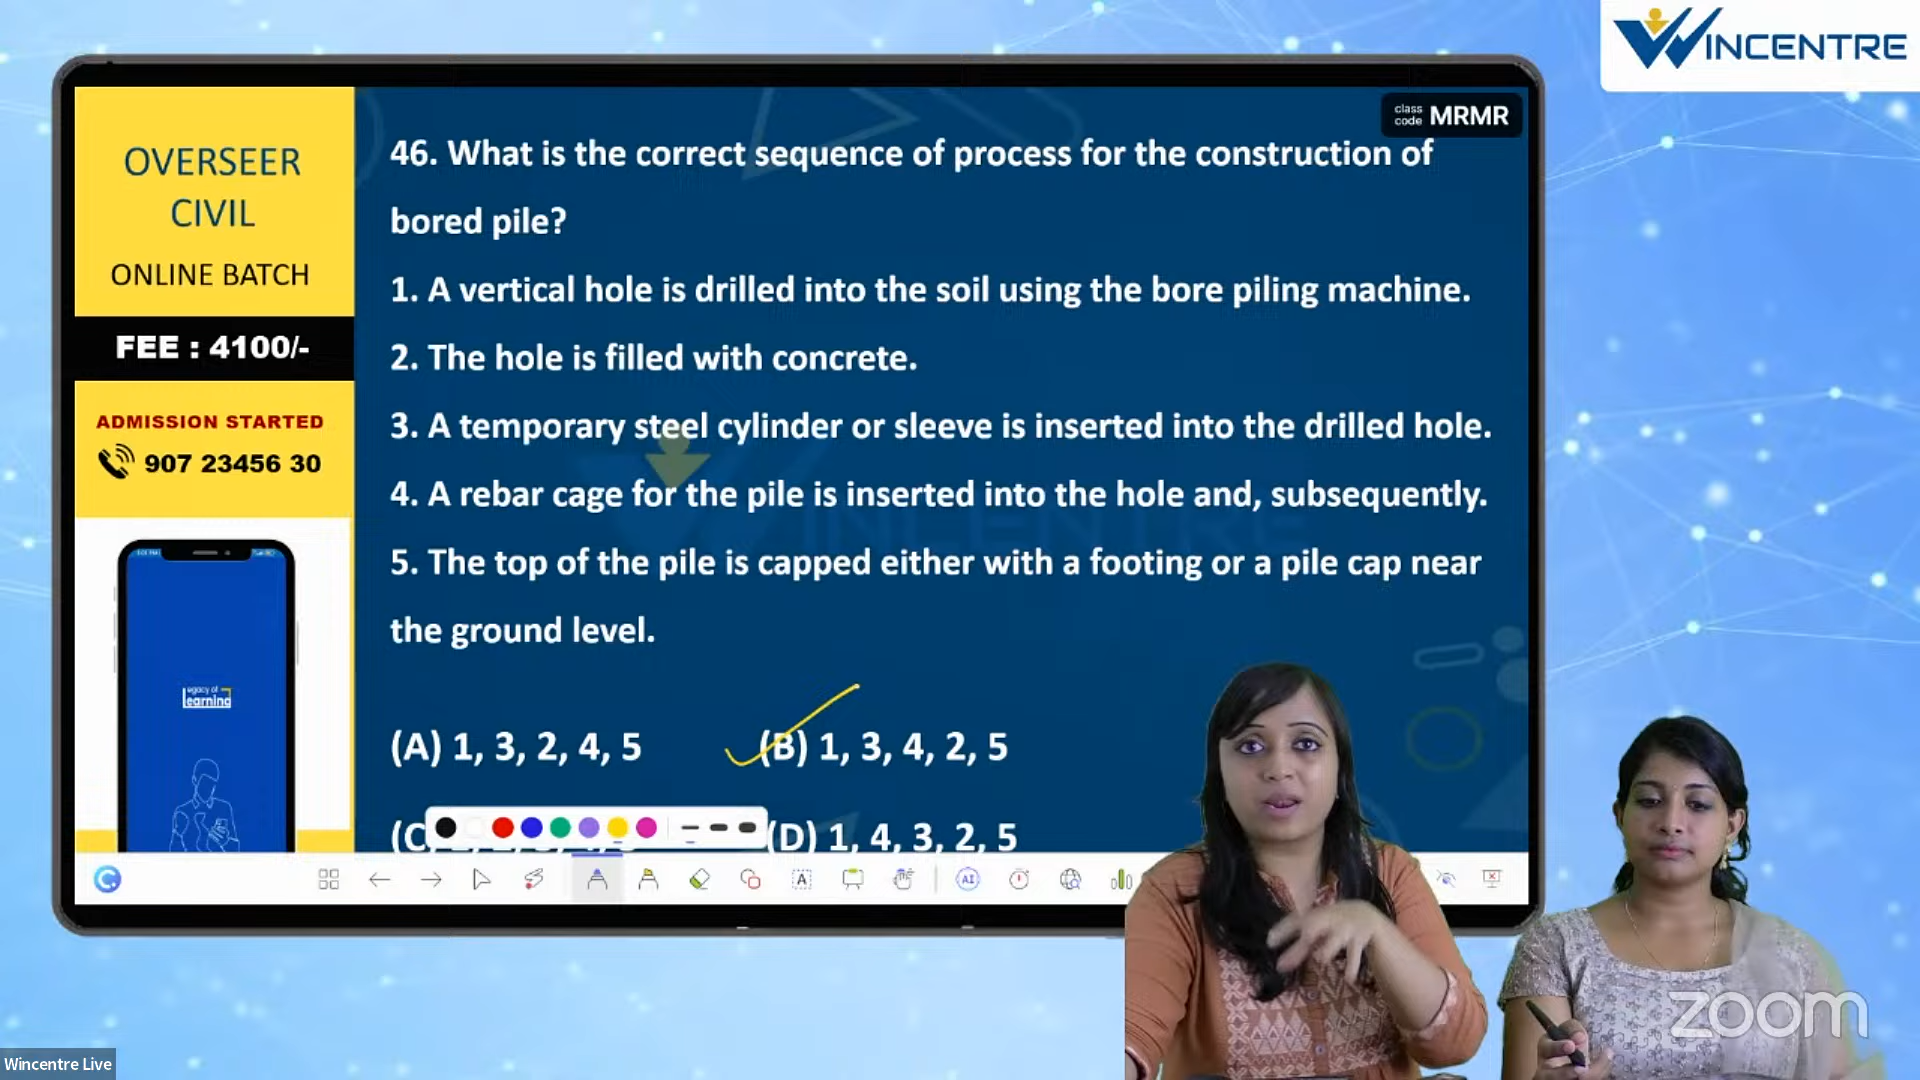 WINCENTRE
class code MRMR
OVERSEER
CIVIL
ONLINE BATCH
FEE : 4100/-
ADMISSION STARTED
907 23456 30
egacy of
Learning
46. What is the correct sequence of process for the construction of
bored pile?
1. A vertical hole is drilled into the soil using the bore piling machine.
2. The hole is filled with concrete.
3. A temporary steel cylinder or sleeve is inserted into the drilled hole.
4. A rebar cage for the pile is inserted into the hole and, subsequently.
5. The top of the pile is capped either with a footing or a pile cap near
the ground level.
(A) 1, 3, 2, 4, 5 (B) 1, 3, 4, 2, 5
(C (D) 1, 4, 3, 2, 5
A
AI
zoom
Wincentre Live